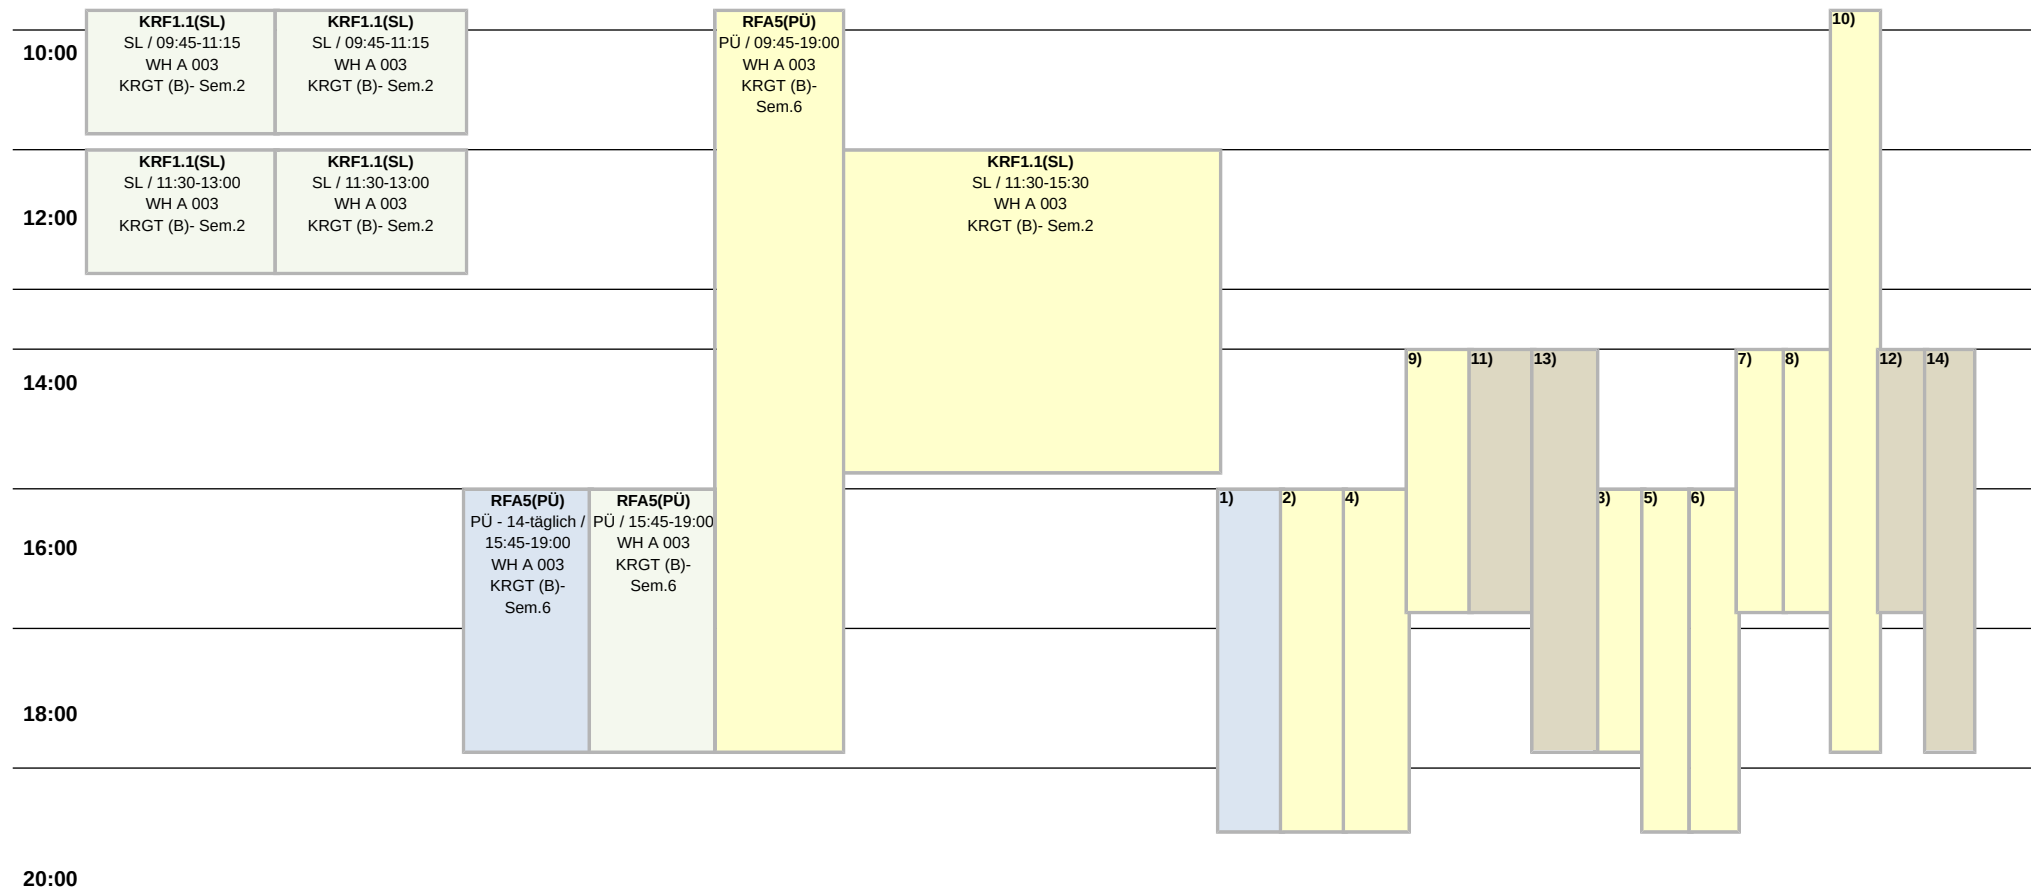 10:00
KRF1.1(SL)
SL / 09:45-11:15
WH A 003
KRGT (B)- Sem.2
KRF1.1(SL)
SL / 09:45-11:15
WH A 003
KRGT (B)- Sem.2
RFA5(PÜ)
PÜ / 09:45-19:00
WH A 003
KRGT (B)-
Sem.6
10)
12:00
KRF1.1(SL)
SL / 11:30-13:00
WH A 003
KRGT (B)- Sem.2
KRF1.1(SL)
SL / 11:30-13:00
WH A 003
KRGT (B)- Sem.2
KRF1.1(SL)
SL / 11:30-15:30
WH A 003
KRGT (B)- Sem.2
14:00
9)
11)
13)
7)
8)
12)
14)
16:00
RFA5(PÜ)
PÜ - 14-täglich /
15:45-19:00
WH A 003
KRGT (B)-
Sem.6
RFA5(PÜ)
PÜ / 15:45-19:00
WH A 003
KRGT (B)-
Sem.6
1)
2)
4)
3)
5)
6)
18:00
20:00